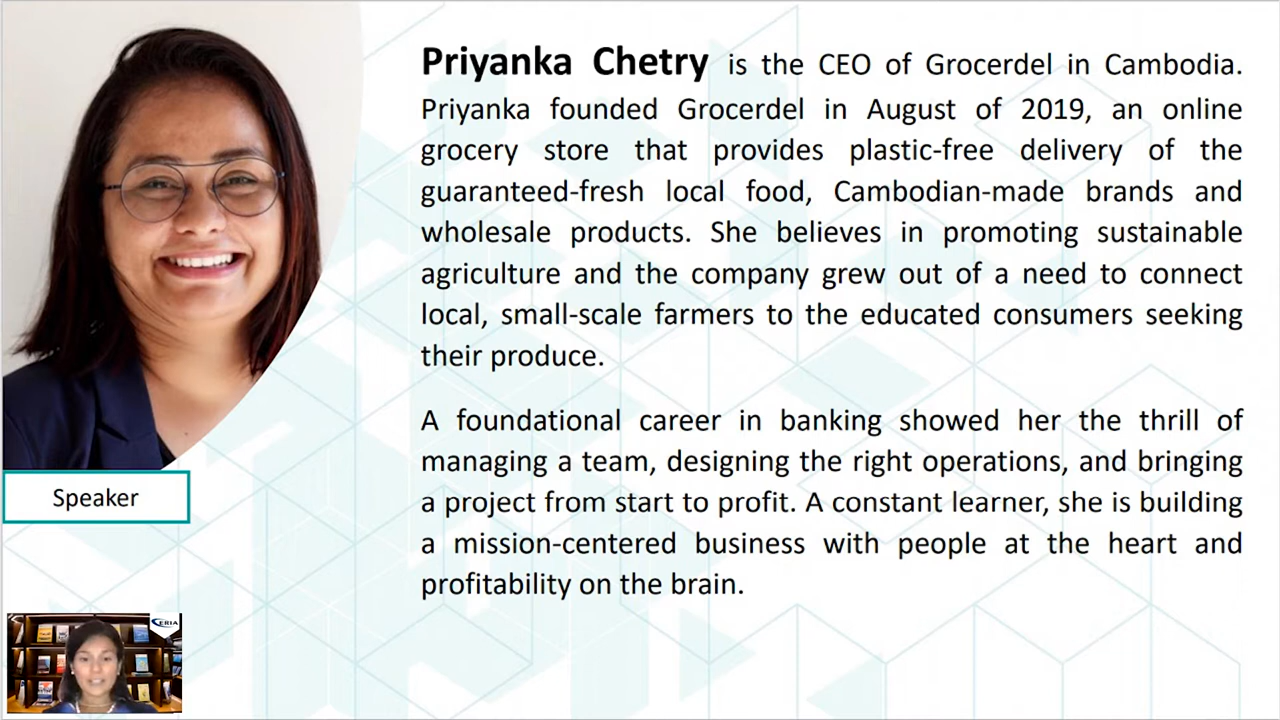 Priyanka Chetry is the CEO of Grocerdel in Cambodia.
Priyanka founded Grocerdel in August of 2019, an online
grocery store that provides plastic-free delivery of the
guaranteed-fresh local food, Cambodian-made brands and
wholesale products. She believes in promoting sustainable
agriculture and the company grew out of a need to connect
local, small-scale farmers to the educated consumers seeking
their produce.
A foundational career in banking showed her the thrill of
managing a team, designing the right operations, and bringing
a project from start to profit. A constant learner, she is building
a mission-centered business with people at the heart and
profitability on the brain.
Speaker
ERIA